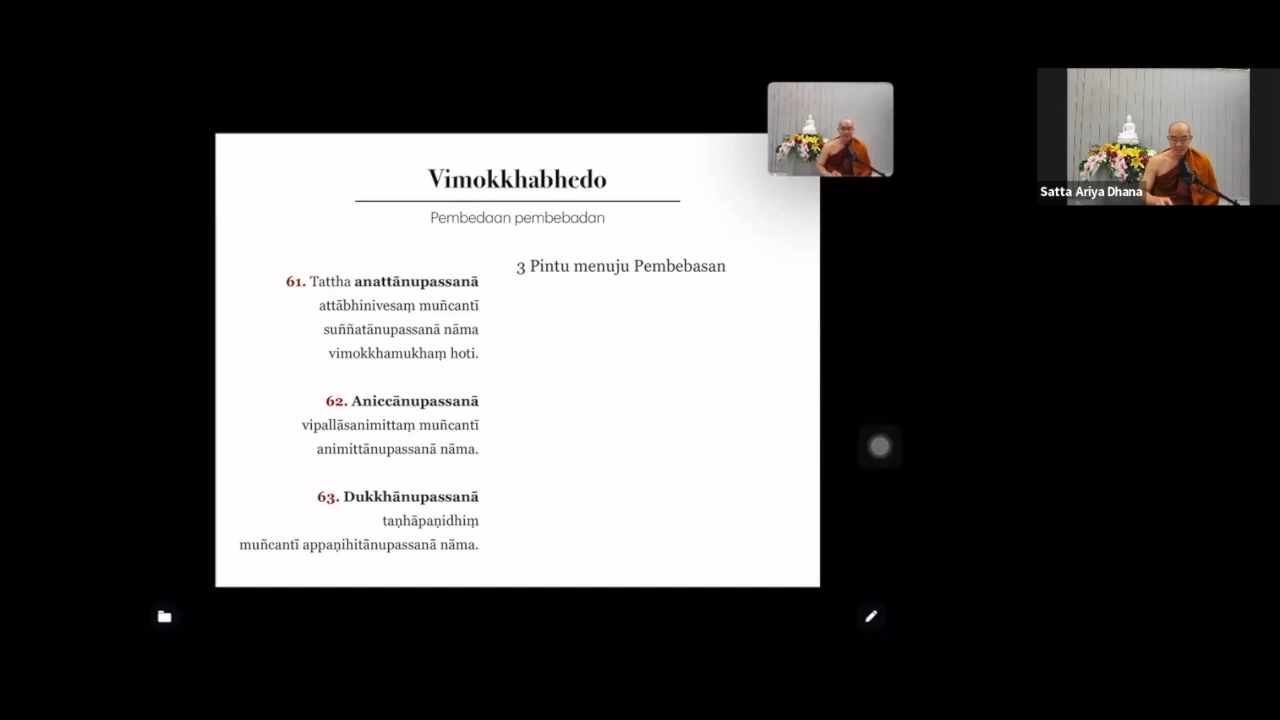 Vimokkhabhedo
Pembedaan pembebadan
3 Pintu menuju Pembebasan
61. Tattha anattānupassanā
attābhinivesaṃ muñcantī
suññatānupassanā nāma
vimokkhamukhaṃ hoti.
62. Aniccānupassanā
vipallāsanimittaṃ muñcantī
animittānupassanā nāma.
63. Dukkhānupassanā
taṇhāpaṇidhiṃ
muñcantī appaṇihitānupassanā nāma.
Satta Ariya Dhana